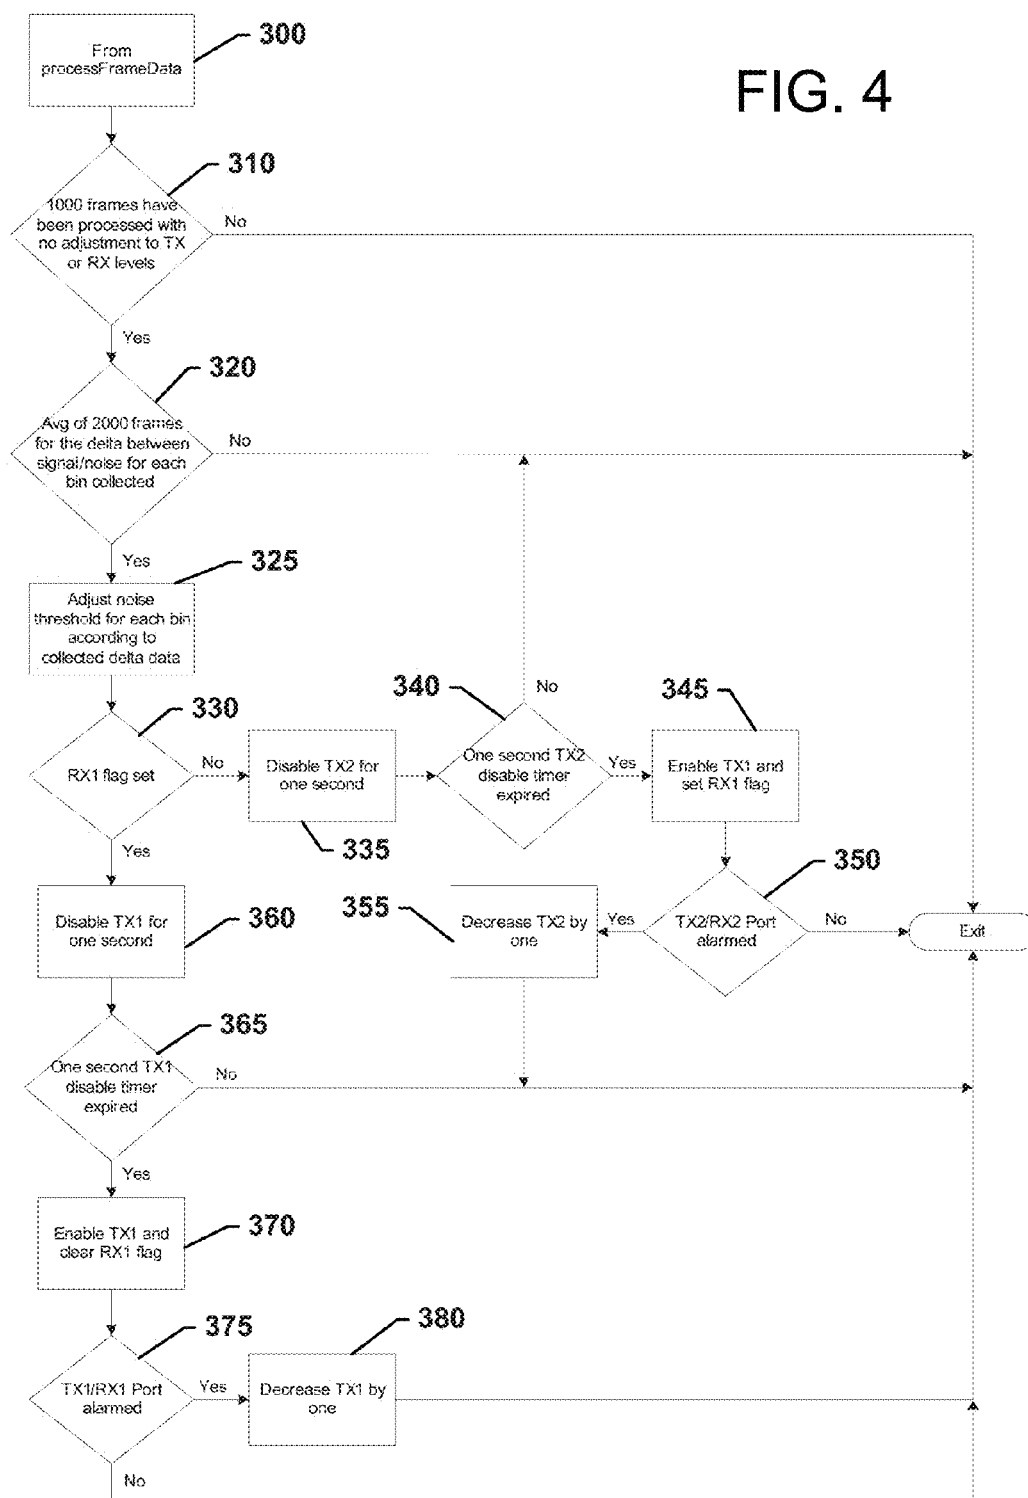 300
From
processFrameData
FIG. 4
310
1000 frames have
been processed with
no adjustment to TX
or RX levels
No
Yes
320
Avg of 2000 frames
for the delta between
signal/noise for each
bin collected
No
Yes
325
Adjust noise
threshold for each bin
according to
collected delta data
330
RX1 flag set
No
Disable TX2 for
one second
335
340
One second TX2
disable timer
expired
No
Yes
345
Enable TX1 and
set RX1 flag
350
TX2/RX2 Port
alarmed
No
Exit
Yes
355
Decrease TX2 by
one
Yes
Disable TX1 for
one second
360
365
One second TX1
disable timer
expired
No
Yes
Enable TX1 and
clear RX1 flag
370
375
TX1/RX1 Port
alarmed
Yes
380
Decrease TX1 by
one
No